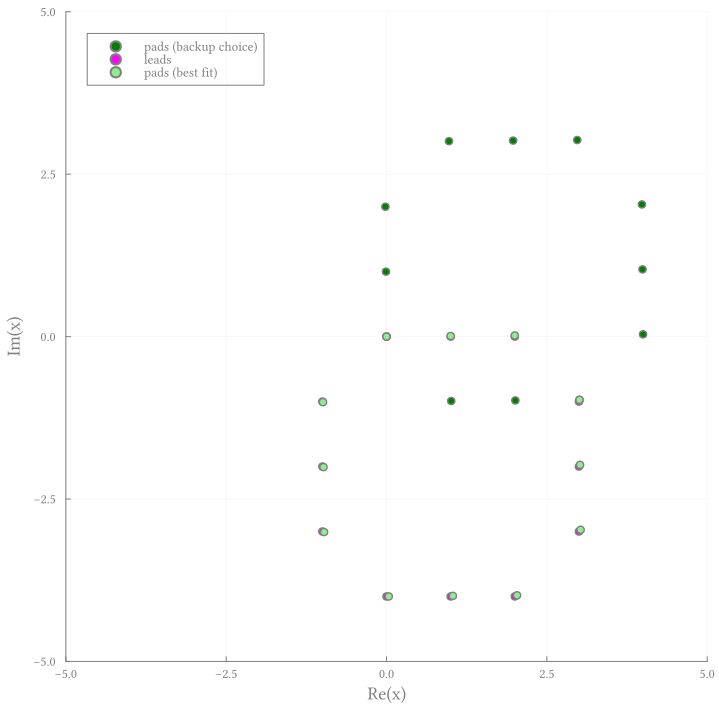 5.0
pads (backup choice)
leads
pads (best fit)
2.5
0.0
Im(x)
−2.5
−5.0
−5.0 −2.5 0.0 2.5 5.0
Re(x)